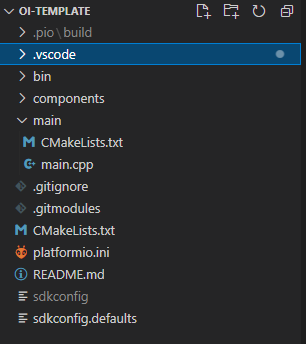 OI-TEMPLATE
.pio \ build
.vscode
bin
components
main
CMakeLists.txt
main.cpp
.gitignore
.gitmodules
CMakeLists.txt
platformio.ini
README.md
sdkconfig
sdkconfig.defaults